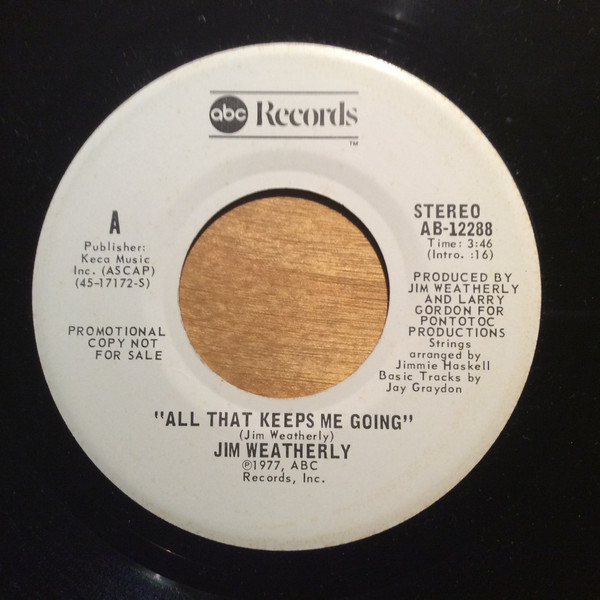 abc Records
TM
A
Publisher:
Keca Music
Inc. (ASCAP)
(45-17172-S)
PROMOTIONAL
COPY NOT
FOR SALE
STEREO
AB-12288
Time: 3:46
(Intro. :16)
PRODUCED BY
JIM WEATHERLY
AND LARRY
GORDON FOR
PONTOTOC
PRODUCTIONS
Strings
arranged by
Jimmie Haskell
Basic Tracks by
Jay Graydon
"ALL THAT KEEPS ME GOING"
(Jim Weatherly)
JIM WEATHERLY
℗1977, ABC
Records, Inc.